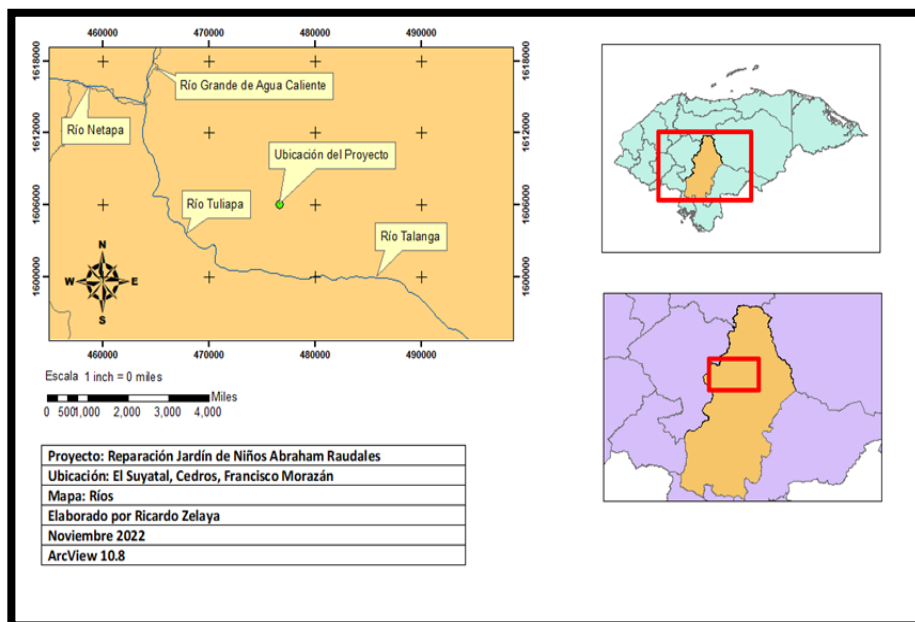 460000 470000 480000 490000
1618000 1618000
1612000 1612000
1606000 1606000
1600000 1600000
Río Grande de Agua Caliente
Río Netapa
Ubicación del Proyecto
Río Tuliapa
Río Talanga
N
W E
S
460000 470000 480000 490000
Escala 1 inch = 0 miles
Miles
0 500 1,000 2,000 3,000 4,000
Proyecto: Reparación Jardín de Niños Abraham Raudales
Ubicación: El Suyatal, Cedros, Francisco Morazán
Mapa: Ríos
Elaborado por Ricardo Zelaya
Noviembre 2022
ArcView 10.8